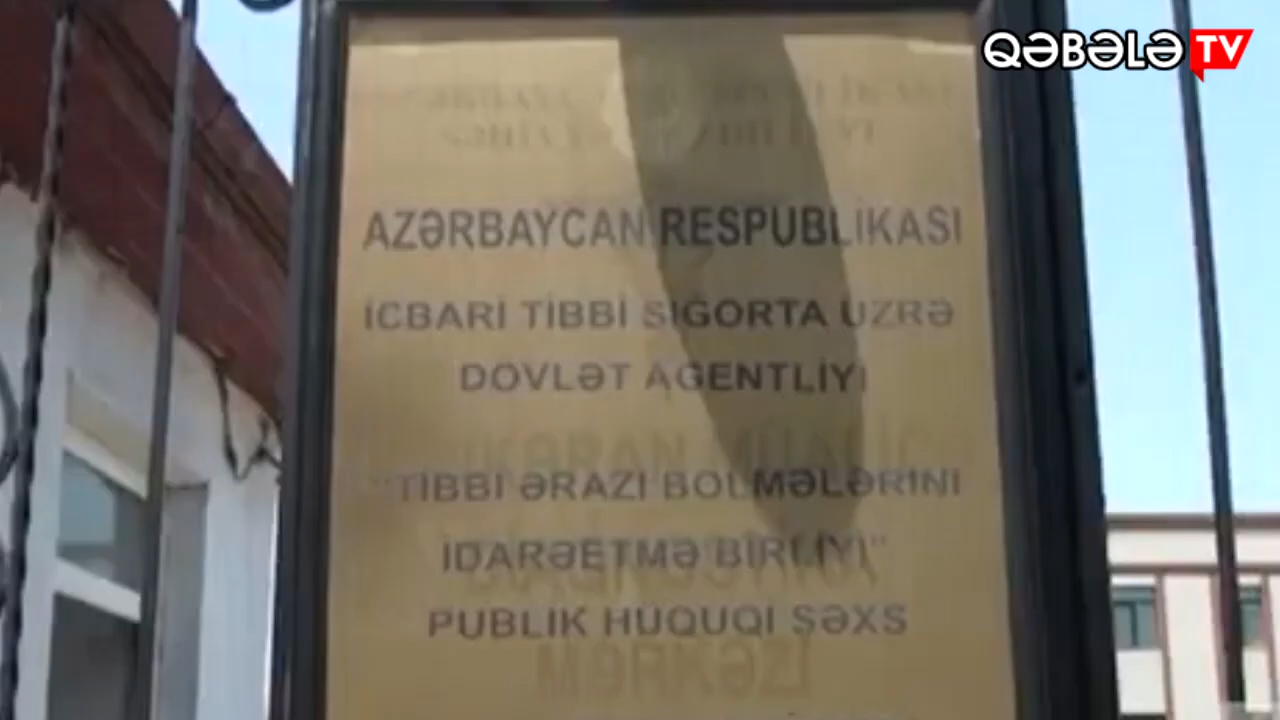 QƏBƏLƏ TV
AZƏRBAYCAN RESPUBLİKASI
İCBARİ TİBBİ SIĞORTA ÜZRƏ
DÖVLƏT AGENTLİYİ
"TİBBİ ƏRAZİ BÖLMƏLƏRİNİ
İDARƏETMƏ BİRLİYİ"
PUBLİK HÜQUQİ ŞƏXS
MƏRKƏZİ